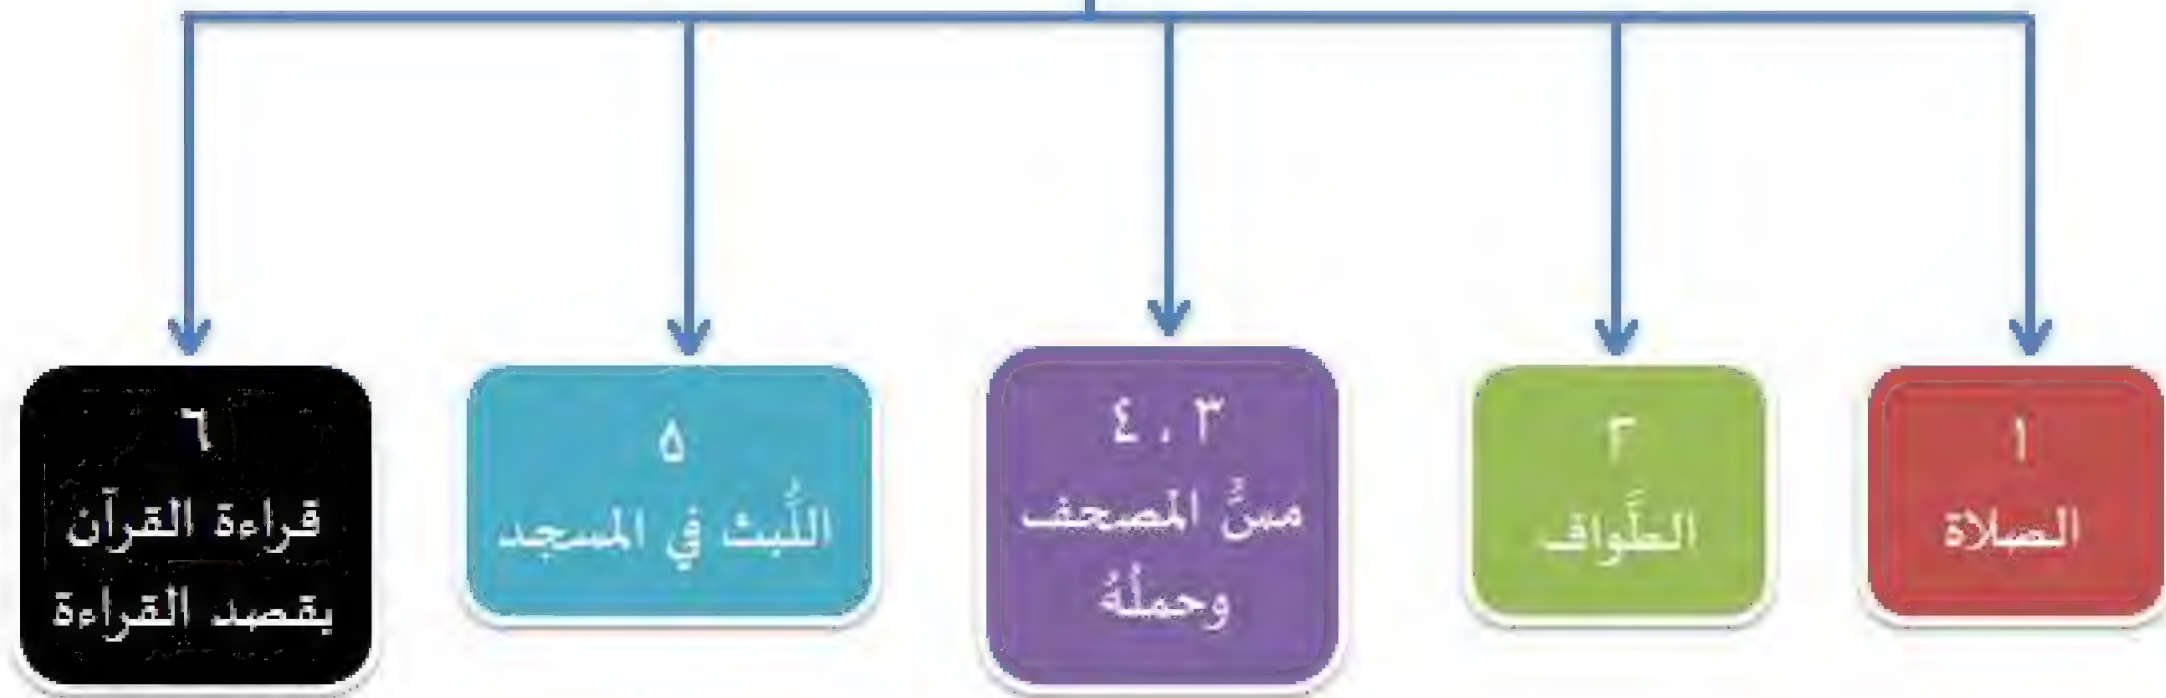 ١
الصلاة
٢
الطَّواف
٣ ، ٤
مسُّ المصحف
وحملُهُ
٥
اللُّبث في المسجد
٦
قراءة القرآن
بقصد القراءة